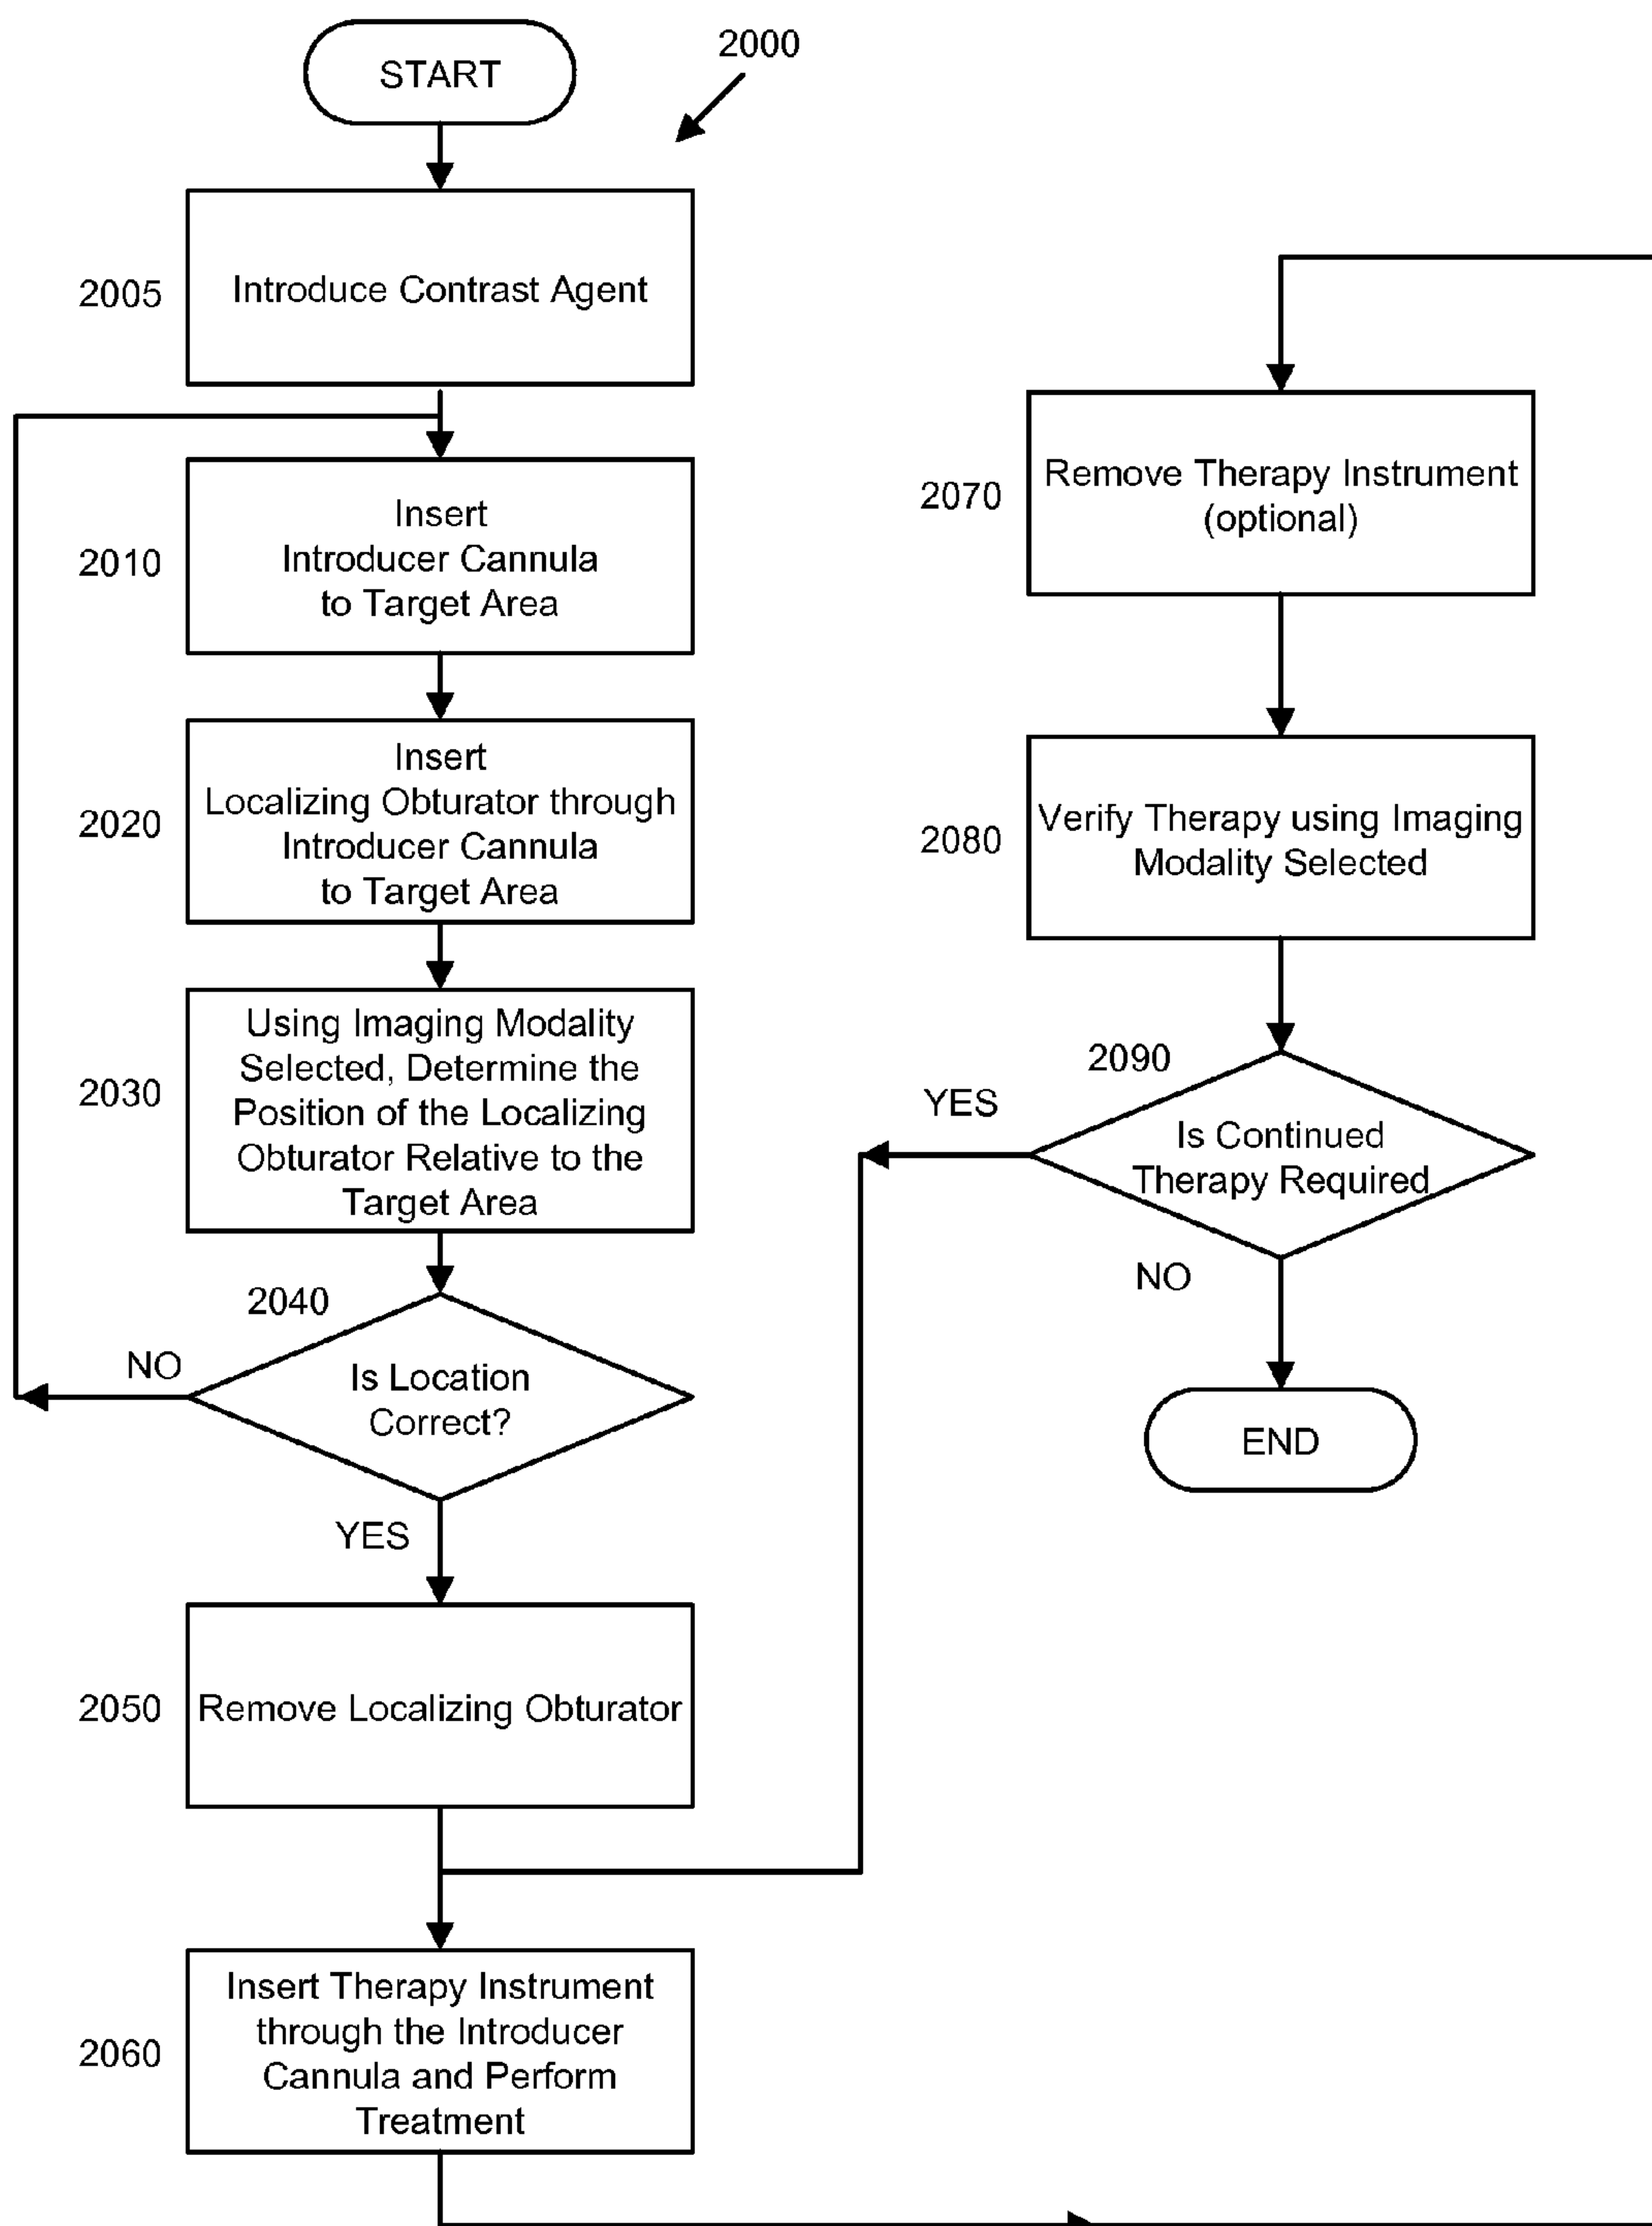 START
2000
2005
Introduce Contrast Agent
2010
Insert
Introducer Cannula
to Target Area
2020
Insert
Localizing Obturator through
Introducer Cannula
to Target Area
2030
Using Imaging Modality
Selected, Determine the
Position of the Localizing
Obturator Relative to the
Target Area
2040
NO
Is Location
Correct?
YES
2050
Remove Localizing Obturator
2060
Insert Therapy Instrument
through the Introducer
Cannula and Perform
Treatment
2070
Remove Therapy Instrument
(optional)
2080
Verify Therapy using Imaging
Modality Selected
2090
YES
Is Continued
Therapy Required
NO
END